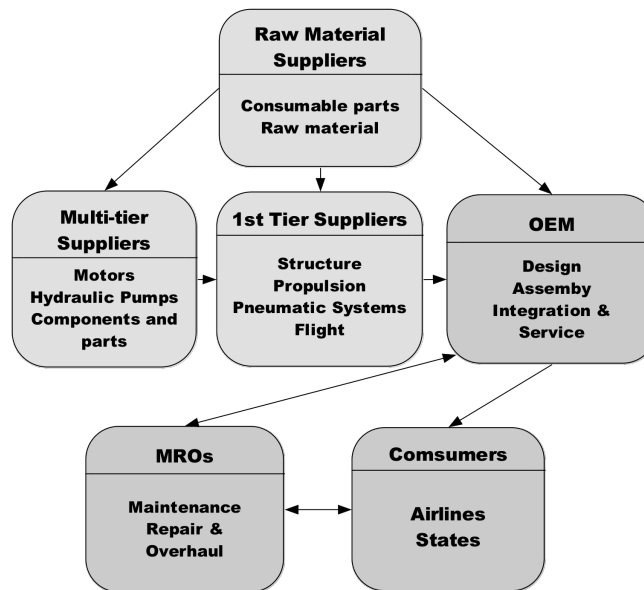 Raw Material
Suppliers
Consumable parts
Raw material
Multi-tier
Suppliers
Motors
Hydraulic Pumps
Components and
parts
1st Tier Suppliers
Structure
Propulsion
Pneumatic Systems
Flight
OEM
Design
Assemby
Integration &
Service
MROs
Maintenance
Repair &
Overhaul
Comsumers
Airlines
States